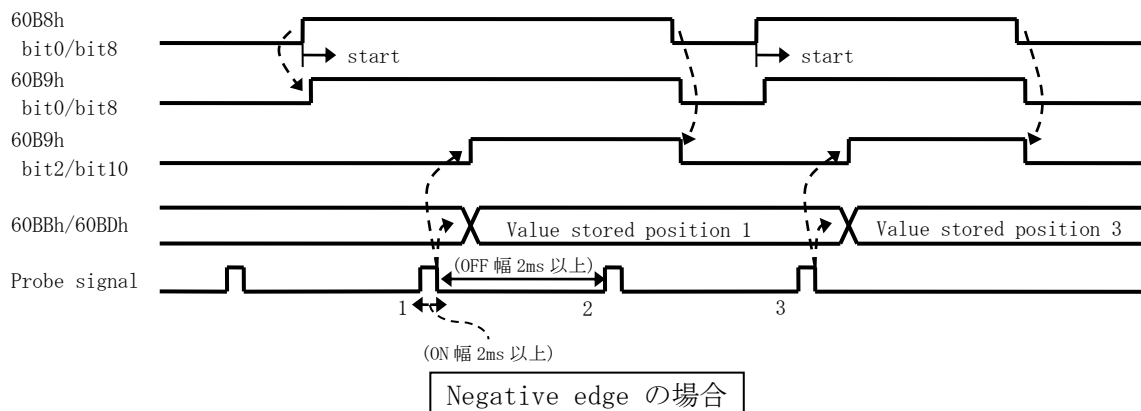 60B8h
bit0/bit8
start
start
60B9h
bit0/bit8
60B9h
bit2/bit10
60BBh/60BDh
Value stored position 1
Value stored position 3
(OFF 幅 2ms 以上)
Probe signal
1
2
3
(ON 幅 2ms 以上)
Negative edge の場合